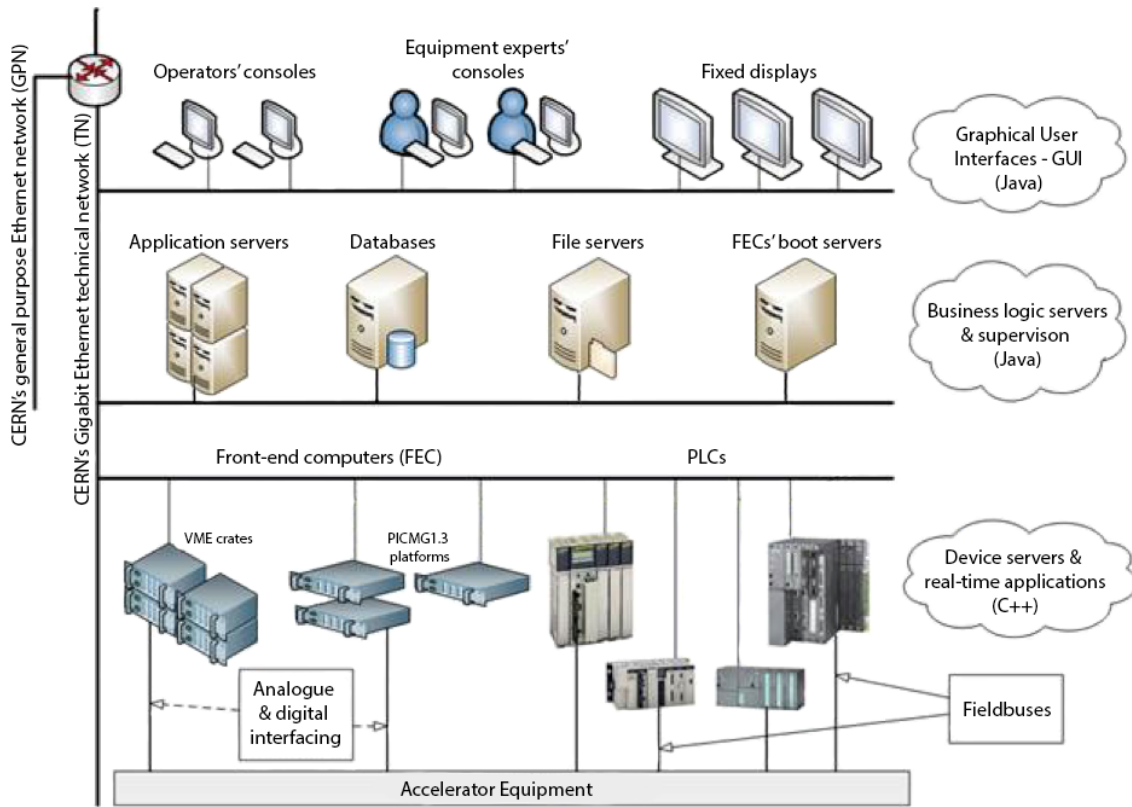 CERN's general purpose Ethernet network (GPN)
CERN's Gigabit Ethernet technical network (TN)
Operators' consoles
Equipment experts'
consoles
Fixed displays
Graphical User
Interfaces - GUI
(Java)
Application servers
Databases
File servers
FECs' boot servers
Business logic servers
& supervison
(Java)
Front-end computers (FEC)
PLCs
VME crates
PICMG1.3
platforms
Device servers &
real-time applications
(C++)
Analogue
& digital
interfacing
Fieldbuses
Accelerator Equipment